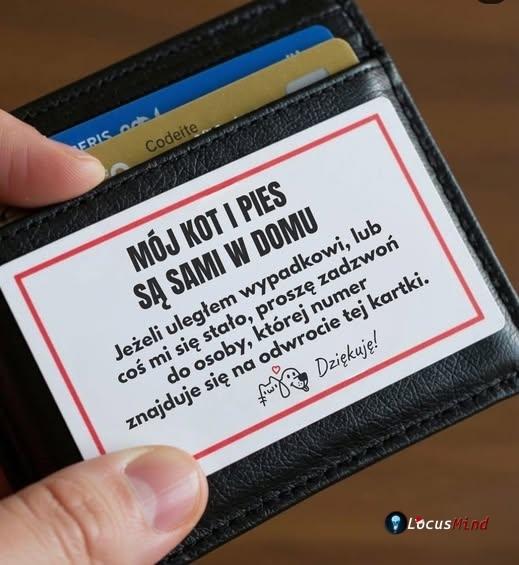 Codeite
MÓJ KOT I PIES
SĄ SAMI W DOMU
Jeżeli uległem wypadkowi, lub
coś mi się stało, proszę zadzwoń
do osoby, której numer
znajduje się na odwrocie tej kartki.
Dziękuję!
LocusMind